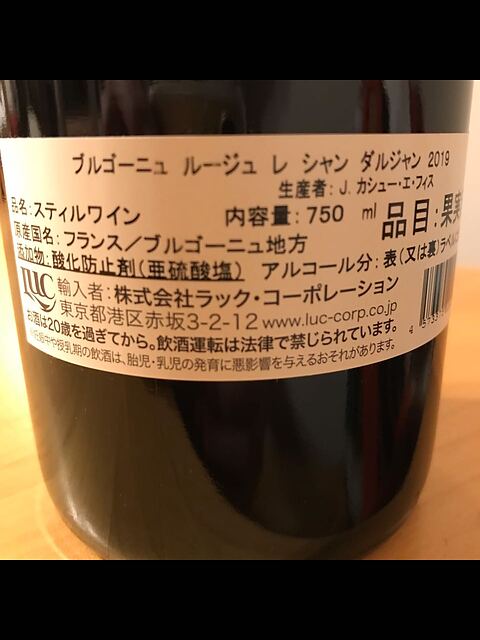 ブルゴーニュ ルージュ レ シャン ダルジャン 2019
生産者：J. カシュー・エ・フィス
品名：スティルワイン 内容量：750 ml 品目：果実
原産国名：フランス／ブルゴーニュ地方
添加物：酸化防止剤（亜硫酸塩） アルコール分：表（又は裏）ラベルに
LUC 輸入者：株式会社ラック・コーポレーション
東京都港区赤坂3-2-12 www.luc-corp.co.jp
お酒は20歳を過ぎてから。飲酒運転は法律で禁じられています。
妊娠中や授乳期の飲酒は、胎児・乳児の発育に悪影響を与えるおそれがあります。